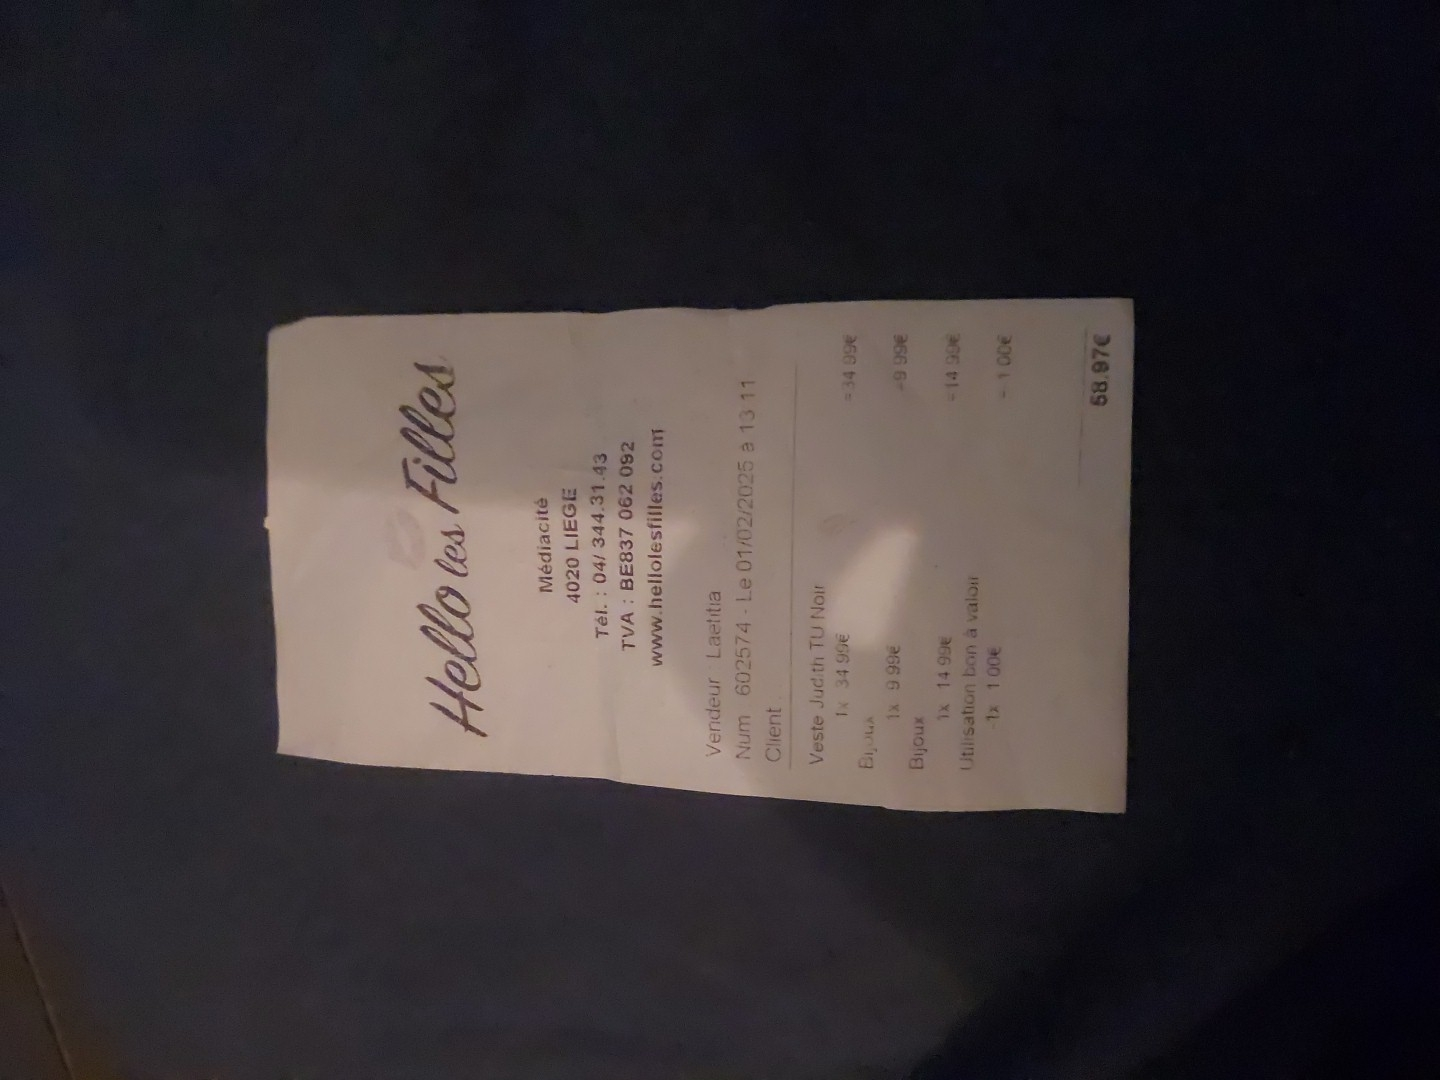 Hello les Filles
Médiacité
4020 LIEGE
Tél. : 04/ 344.31.43
TVA : BE837 062 092
www.hellolesfilles.com
Vendeur Laetitia
Num 602574 - Le 01/02/2025 à 13 11
Client
Veste Judith TU Noir
1x 34 99€ =34 99€
Bijoux
1x 9 99€ =9 99€
Bijoux
1x 14 99€ =14 99€
Utilisation bon à valoir
-1x 1 00€ =-1 00€
58.97€